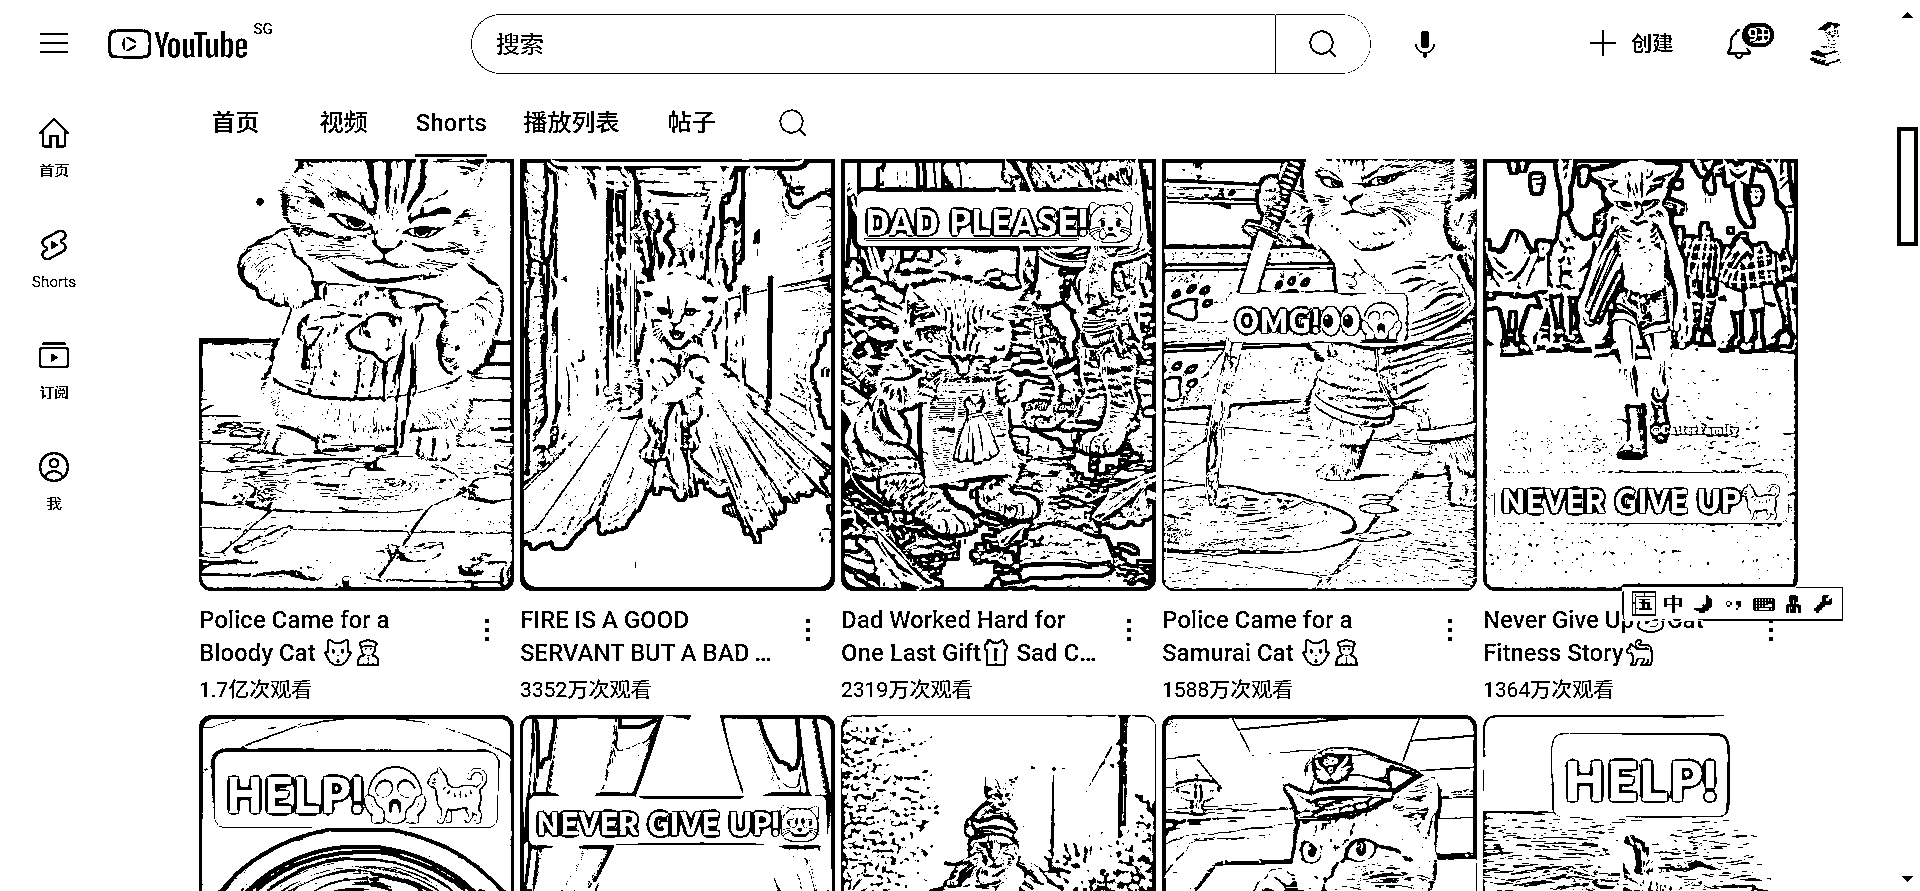 YouTube SG
搜索
创建
9+
首页
视频
Shorts
播放列表
帖子
首页
Shorts
订阅
我
DAD PLEASE!
OMG!
NEVER GIVE UP
五 中
Police Came for a
Bloody Cat
1.7亿次观看
FIRE IS A GOOD
SERVANT BUT A BAD ...
3352万次观看
Dad Worked Hard for
One Last Gift Sad C...
2319万次观看
Police Came for a
Samurai Cat
1588万次观看
Never Give Up Cat
Fitness Story
1364万次观看
HELP!
NEVER GIVE UP!
HELP!